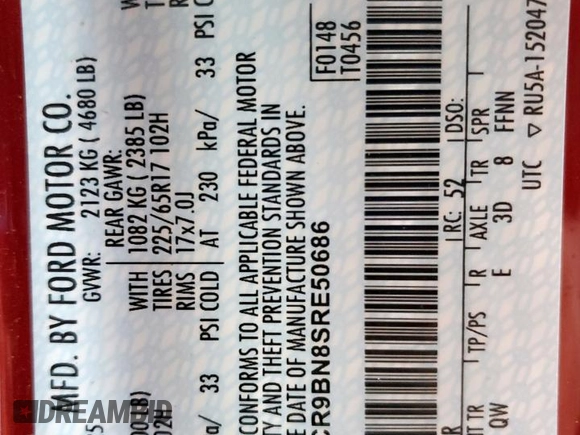 MFD. BY FORD MOTOR CO.
GVWR: 2123 KG ( 4680 LB)
REAR GAWR:
WITH 1082 KG ( 2385 LB)
TIRES 225/65R17 102H
RIMS 17x7.0J
33 PSI COLD AT 230 kPa/ 33 PSI
CONFORMS TO ALL APPLICABLE FEDERAL MOTOR
AND THEFT PREVENTION STANDARDS IN
DATE OF MANUFACTURE SHOWN ABOVE.
CR9BN8SRE50686
F0148
T0456
RC: 52 DSO:
TP/PS R AXLE TR SPR
E 3D 8 FFNN
TR
QW
UTC ▽ RU5A-152047
DREAMBID